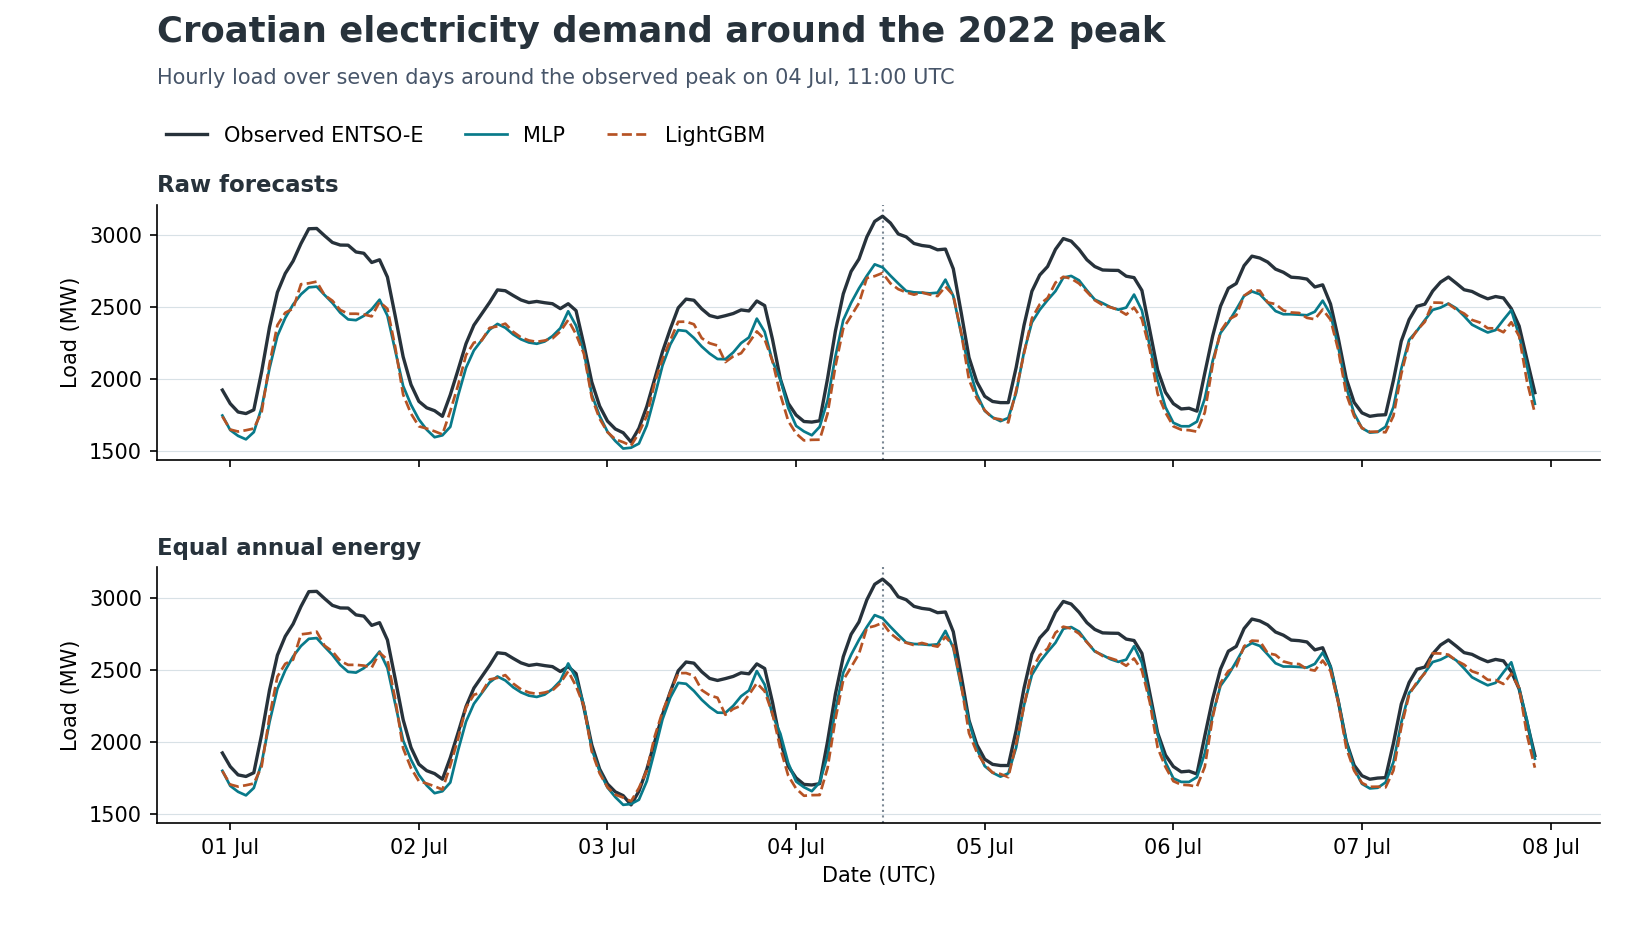 Croatian electricity demand around the 2022 peak
Hourly load over seven days around the observed peak on 04 Jul, 11:00 UTC
Observed ENTSO-E MLP LightGBM
Raw forecasts
3000
2500
2000
1500
Load (MW)
Equal annual energy
3000
2500
2000
1500
Load (MW)
01 Jul 02 Jul 03 Jul 04 Jul 05 Jul 06 Jul 07 Jul 08 Jul
Date (UTC)